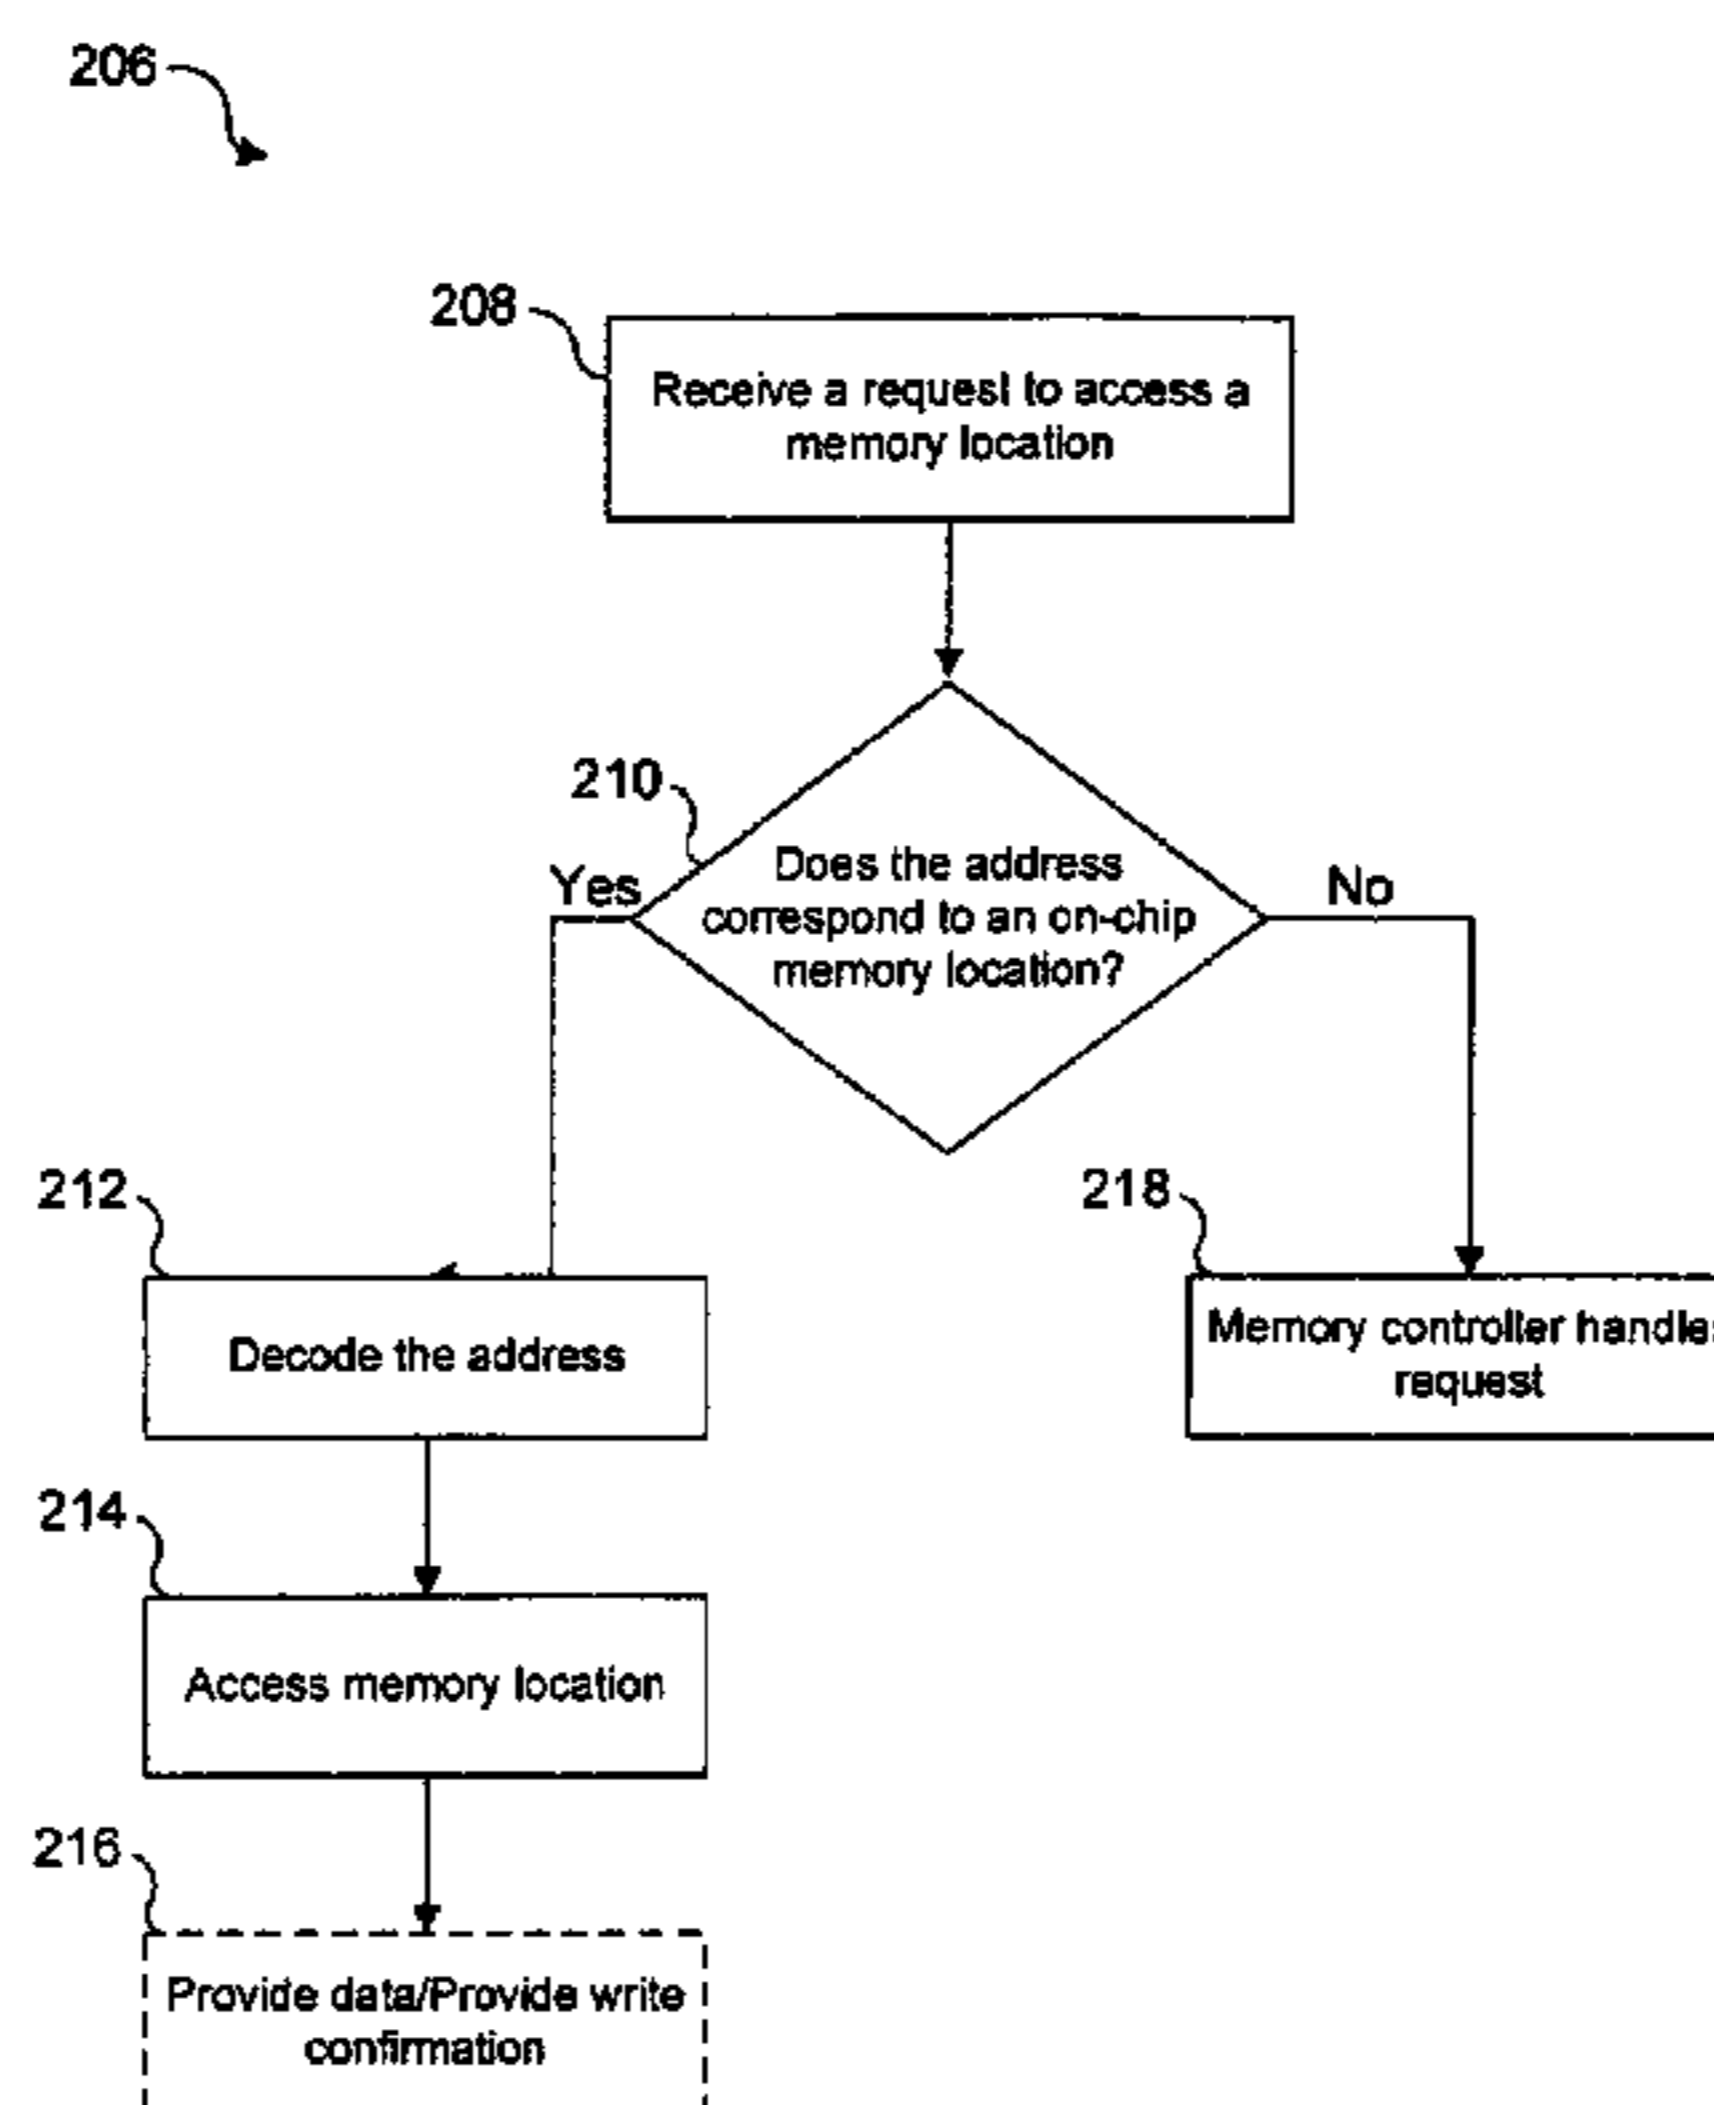 206
208
Receive a request to access a
memory location
210
Yes
Does the address
correspond to an on-chip
memory location?
No
212
218
Decode the address
Memory controller handles
request
214
Access memory location
216
Provide data/Provide write
confirmation